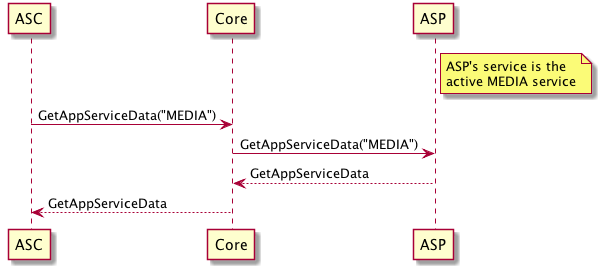 ASC
Core
ASP
ASP's service is the
active MEDIA service
GetAppServiceData("MEDIA")
GetAppServiceData("MEDIA")
GetAppServiceData
GetAppServiceData
ASC
Core
ASP